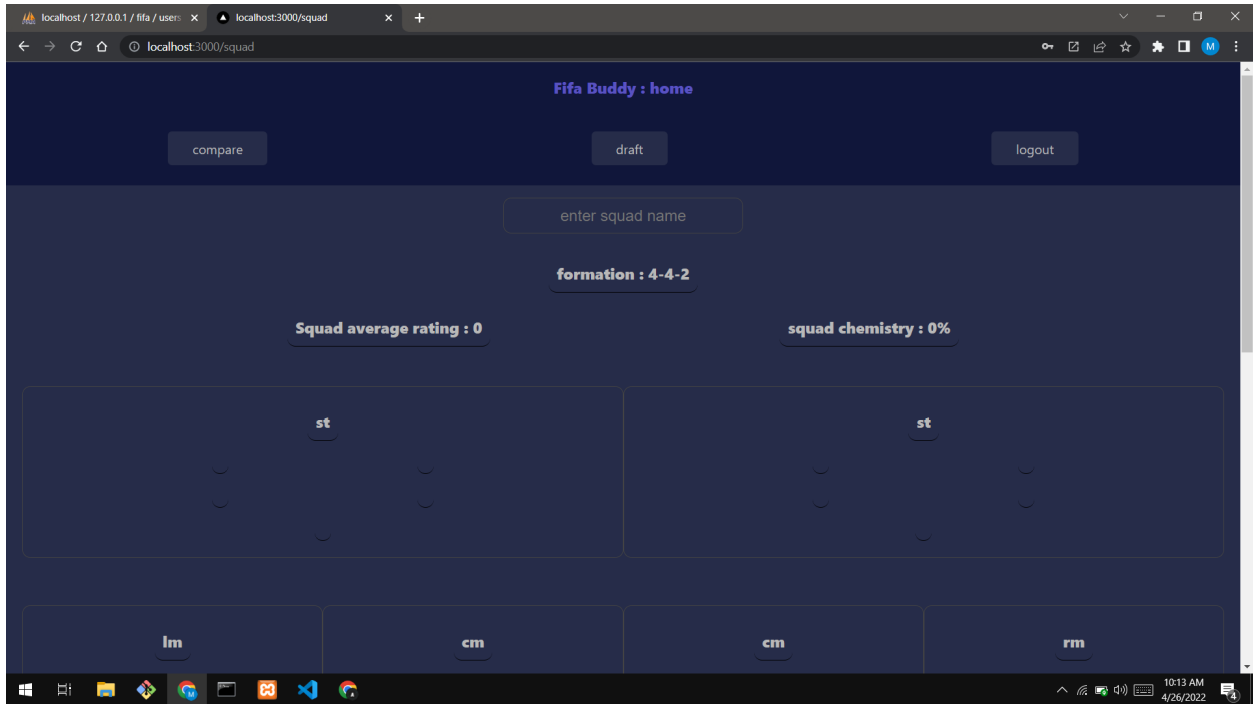 localhost / 127.0.0.1 / fifa / users
localhost:3000/squad
localhost:3000/squad
M
Fifa Buddy : home
compare
draft
logout
enter squad name
formation : 4-4-2
Squad average rating : 0
squad chemistry : 0%
st
st
lm
cm
cm
rm
10:13 AM
4/26/2022
4